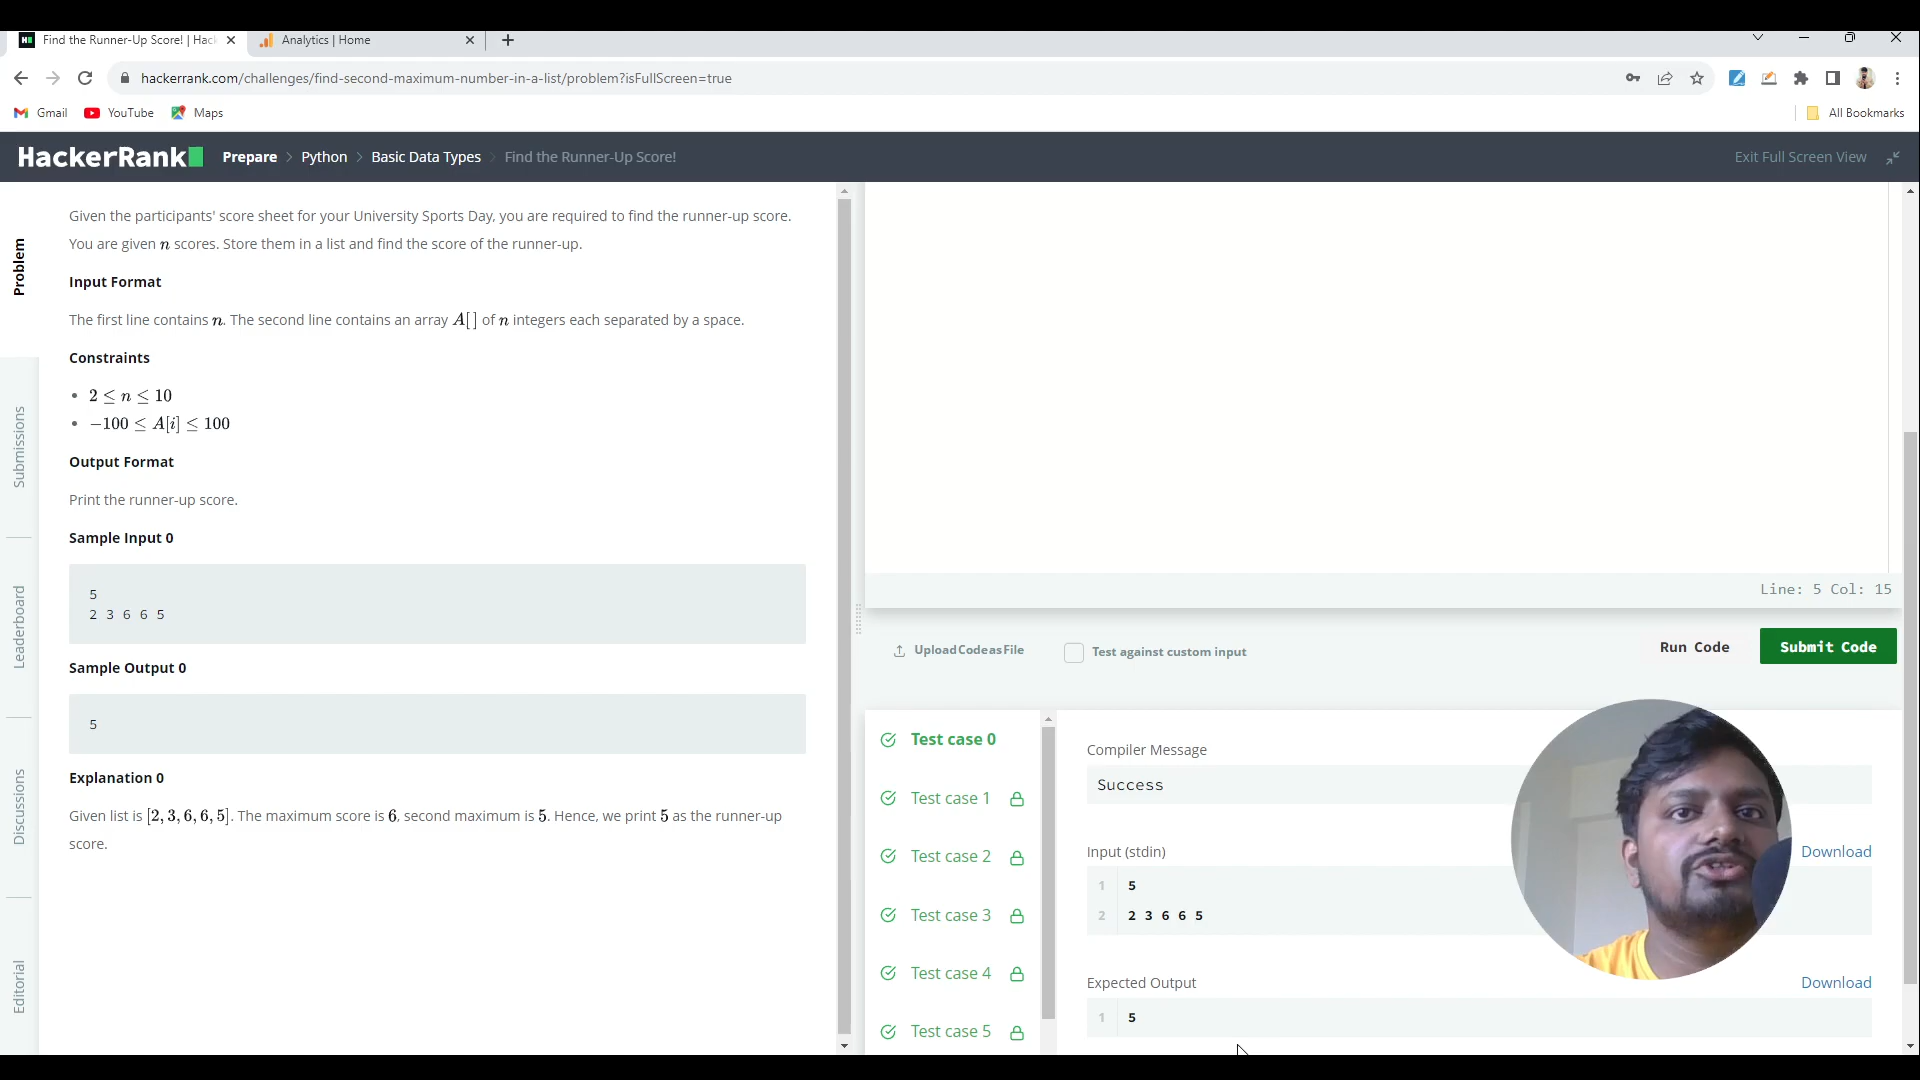 Find the Runner-Up Score! | Hack
Analytics | Home
hackerrank.com/challenges/find-second-maximum-number-in-a-list/problem?isFullScreen=true
Gmail
YouTube
Maps
All Bookmarks
HackerRank
Prepare > Python > Basic Data Types > Find the Runner-Up Score!
Exit Full Screen View
Problem
Submissions
Leaderboard
Discussions
Editorial
Given the participants' score sheet for your University Sports Day, you are required to find the runner-up score.
You are given n scores. Store them in a list and find the score of the runner-up.
Input Format
The first line contains n. The second line contains an array A[] of n integers each separated by a space.
Constraints
• 2 ≤ n ≤ 10
• −100 ≤ A[i] ≤ 100
Output Format
Print the runner-up score.
Sample Input 0
5
2 3 6 6 5
Sample Output 0
5
Explanation 0
Given list is [2, 3, 6, 6, 5]. The maximum score is 6, second maximum is 5. Hence, we print 5 as the runner-up
score.
Line: 5 Col: 15
Upload Code as File
Test against custom input
Run Code
Submit Code
Test case 0
Test case 1
Test case 2
Test case 3
Test case 4
Test case 5
Compiler Message
Success
Input (stdin)
Download
1 5
2 2 3 6 6 5
Expected Output
Download
1 5